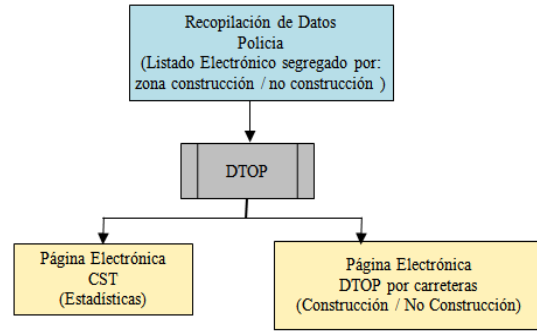 Recopilación de Datos
Policia
(Listado Electrónico segregado por:
zona construcción / no construcción )
DTOP
Página Electrónica
CST
(Estadísticas)
Página Electrónica
DTOP por carreteras
(Construcción / No Construcción)